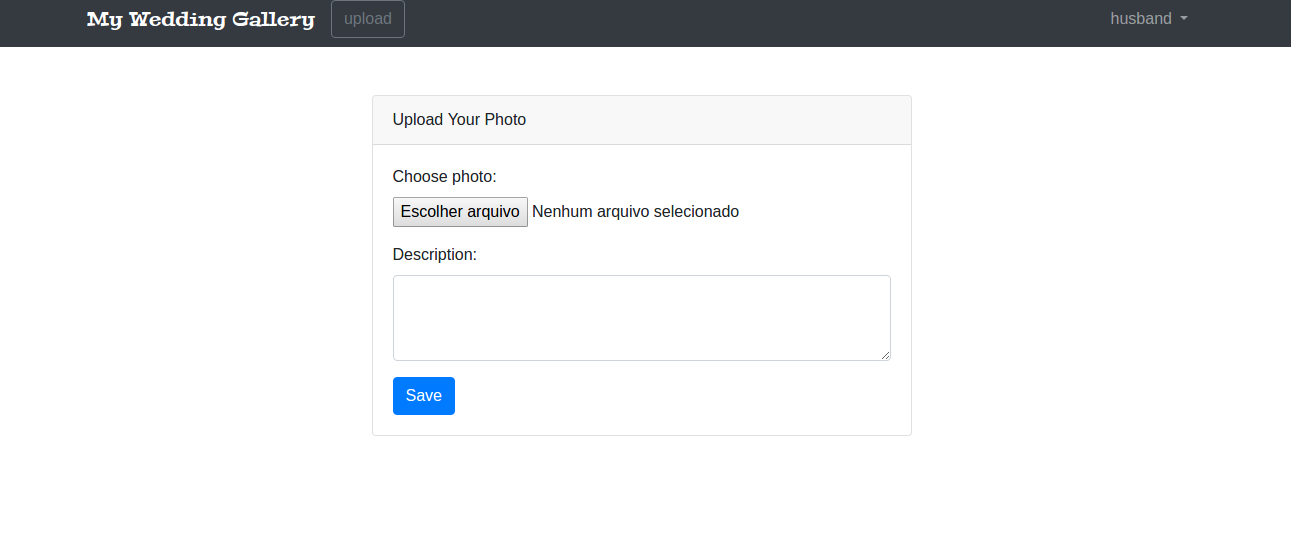 My Wedding Gallery upload husband
Upload Your Photo
Choose photo:
Escolher arquivo Nenhum arquivo selecionado
Description:
Save